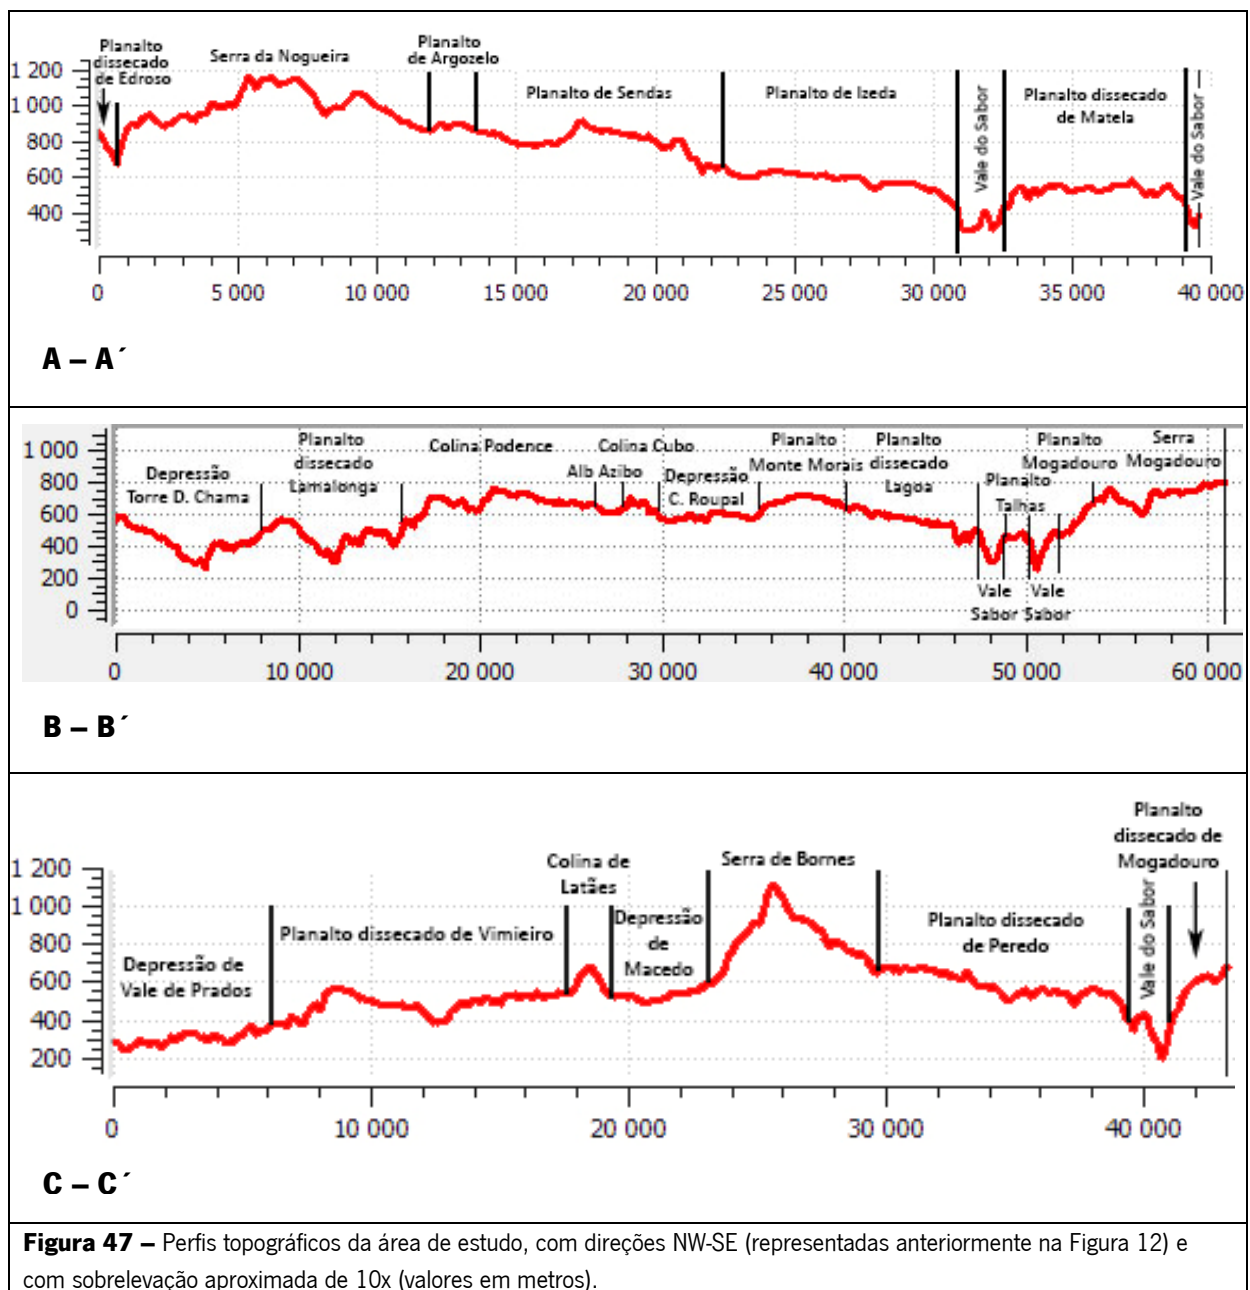 Planalto
dissecado
de Edroso
Serra da Nogueira
Planalto
de Argozelo
Planalto de Sendas
Planalto de Izeda
Vale do Sabor
Planalto dissecado
de Matela
Vale do Sabor
1 200
1 000
800
600
400
0 5 000 10 000 15 000 20 000 25 000 30 000 35 000 40 000
A – A´
Depressão
Torre D. Chama
Planalto
dissecado
Lamalonga
Colina Podence
Alb Azibo
Colina Cubo
Depressão
C. Roupal
Planalto
Monte Morais
Planalto
dissecado
Lagoa
Planalto
Talhas
Planalto
Mogadouro
Serra
Mogadouro
Vale
Sabor
Vale
Sabor
1 000
800
600
400
200
0
0 10 000 20 000 30 000 40 000 50 000 60 000
B – B´
Depressão de
Vale de Prados
Planalto dissecado de Vimieiro
Colina de
Latães
Depressão
de
Macedo
Serra de Bornes
Planalto dissecado
de Peredo
Vale do Sabor
Planalto
dissecado de
Mogadouro
1 200
1 000
800
600
400
200
0 10 000 20 000 30 000 40 000
C – C´
Figura 47 – Perfis topográficos da área de estudo, com direções NW-SE (representadas anteriormente na Figura 12) e
com sobrelevação aproximada de 10x (valores em metros).